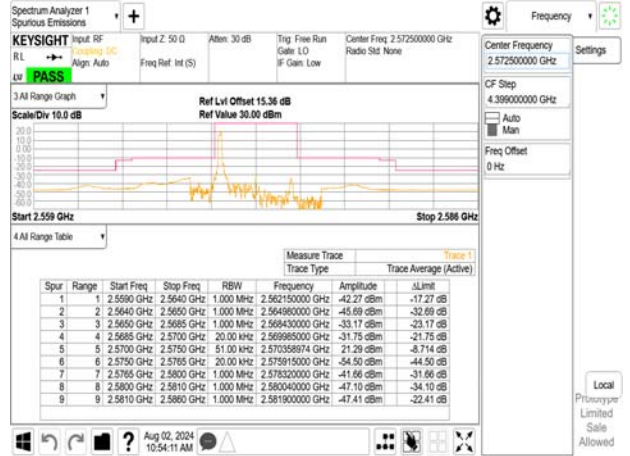 Spectrum Analyzer 1
Spurious Emissions
Frequency
KEYSIGHT
Input: RF
Coupling: DC
Align: Auto
Input Z: 50 Ω
Freq Ref: Int (S)
Atten: 30 dB
Trig: Free Run
Gate: LO
IF Gain: Low
Center Freq: 2.572500000 GHz
Radio Std: None
RL
PASS
Center Frequency
2.572500000 GHz
Settings
CF Step
4.399000000 GHz
Auto
Man
Freq Offset
0 Hz
3 All Range Graph
Scale/Div 10.0 dB
Ref Lvl Offset 15.36 dB
Ref Value 30.00 dBm
20.0
10.0
0.00
-10.0
-20.0
-30.0
-40.0
-50.0
-60.0
Start 2.559 GHz
Stop 2.586 GHz
4 All Range Table
Measure Trace Trace 1
Trace Type Trace Average (Active)
Spur Range Start Freq Stop Freq RBW Frequency Amplitude ΔLimit
1 1 2.5590 GHz 2.5640 GHz 1.000 MHz 2.562150000 GHz -42.27 dBm -17.27 dB
2 2 2.5640 GHz 2.5650 GHz 1.000 MHz 2.564980000 GHz -45.69 dBm -32.69 dB
3 3 2.5650 GHz 2.5685 GHz 1.000 MHz 2.568430000 GHz -33.17 dBm -23.17 dB
4 4 2.5685 GHz 2.5700 GHz 20.00 kHz 2.569985000 GHz -31.75 dBm -21.75 dB
5 5 2.5700 GHz 2.5750 GHz 51.00 kHz 2.570358974 GHz 21.29 dBm -8.714 dB
6 6 2.5750 GHz 2.5765 GHz 20.00 kHz 2.575915000 GHz -54.50 dBm -44.50 dB
7 7 2.5765 GHz 2.5800 GHz 1.000 MHz 2.578320000 GHz -41.66 dBm -31.66 dB
8 8 2.5800 GHz 2.5810 GHz 1.000 MHz 2.580040000 GHz -47.10 dBm -34.10 dB
9 9 2.5810 GHz 2.5860 GHz 1.000 MHz 2.581900000 GHz -47.41 dBm -22.41 dB
Local
Prototype
Limited
Sale
Allowed
Aug 02, 2024
10:54:11 AM